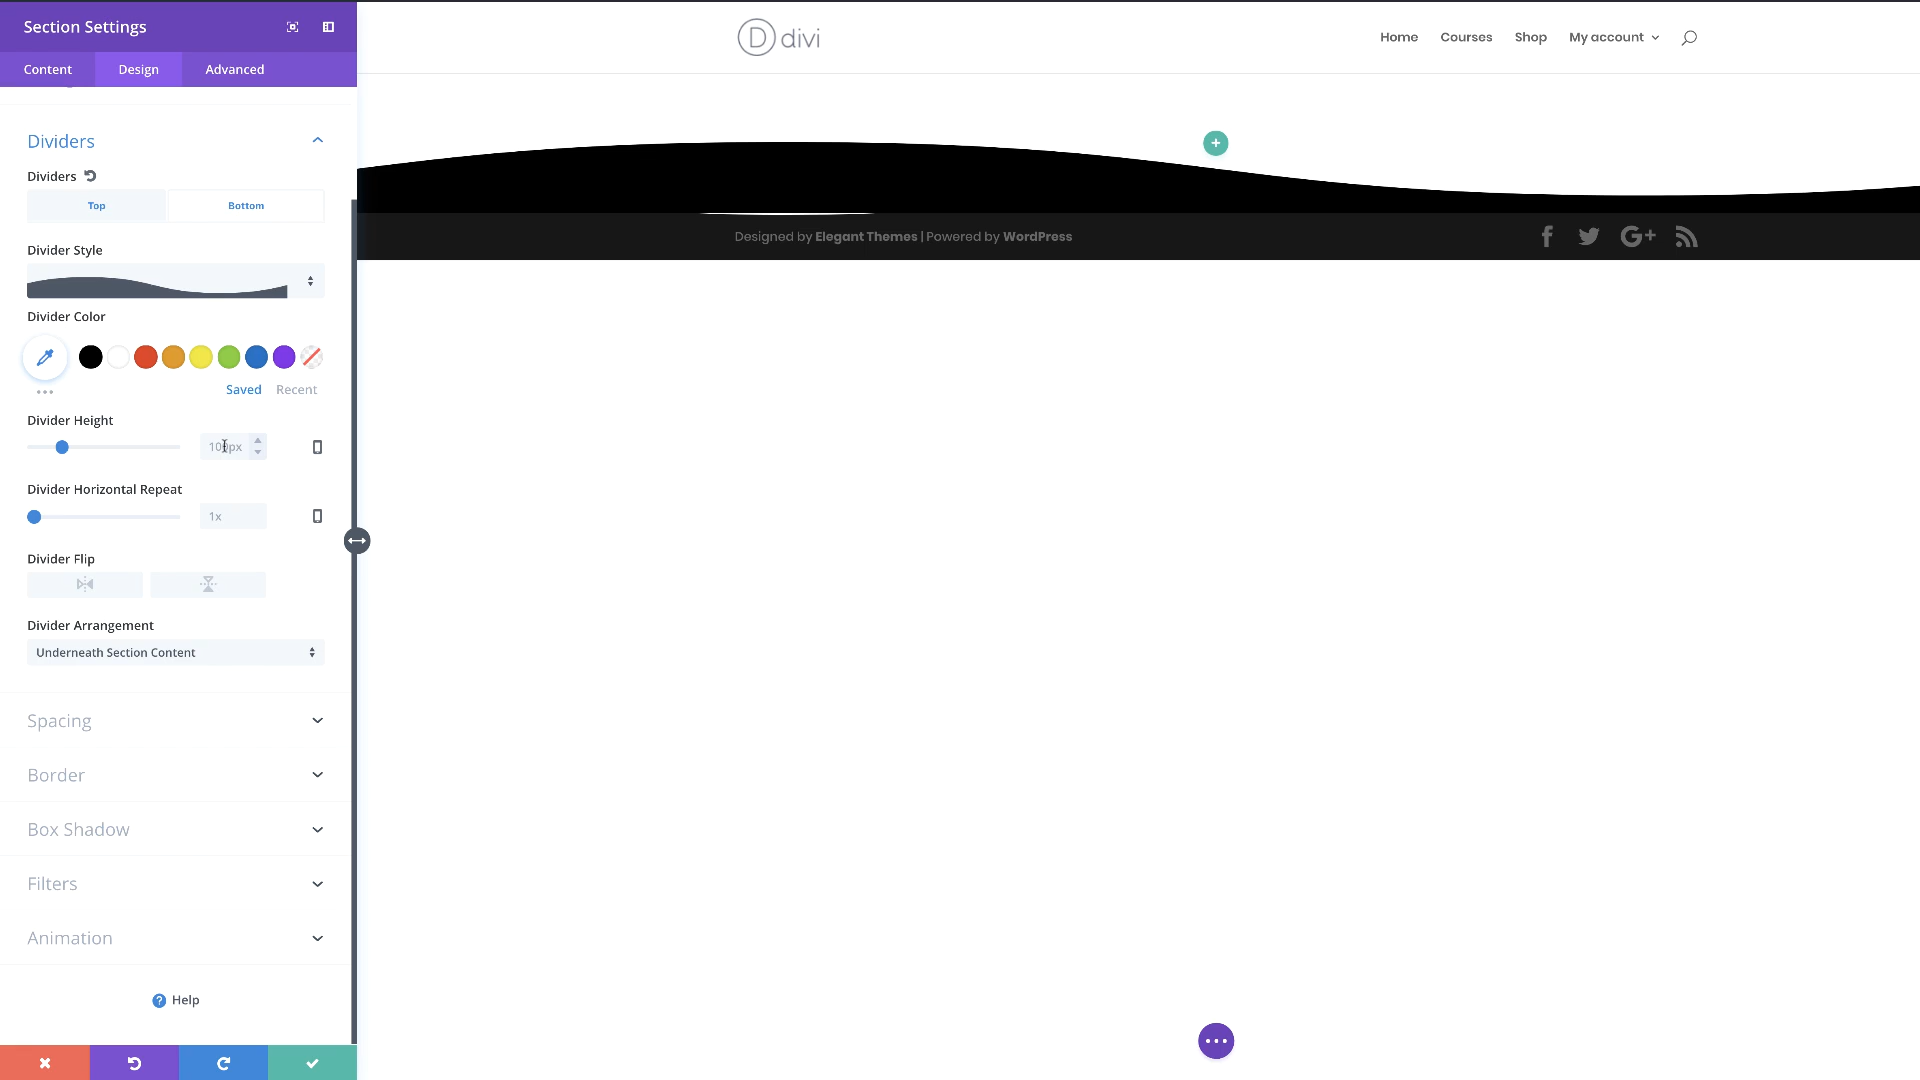 Section Settings
Content
Design
Advanced
Dividers
Dividers
Top
Bottom
Divider Style
Divider Color
Saved
Recent
Divider Height
100px
Divider Horizontal Repeat
1x
Divider Flip
Divider Arrangement
Underneath Section Content
Spacing
Border
Box Shadow
Filters
Animation
? Help
D divi
Home
Courses
Shop
My account
Designed by Elegant Themes | Powered by WordPress